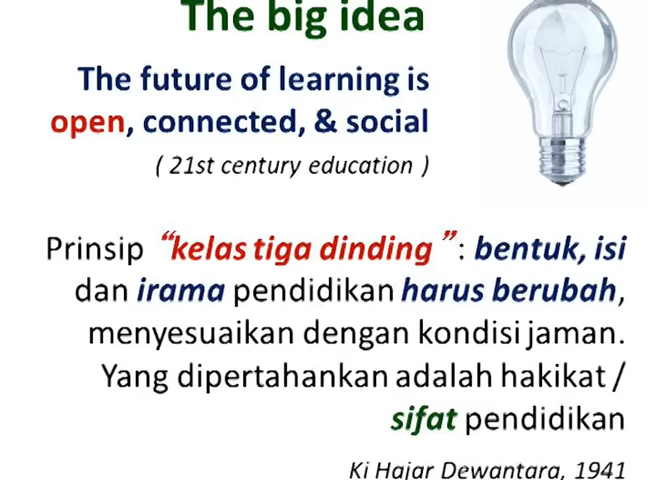 The big idea
The future of learning is
open, connected, & social
( 21st century education )
Prinsip “kelas tiga dinding ” : bentuk, isi
dan irama pendidikan harus berubah,
menyesuaikan dengan kondisi jaman.
Yang dipertahankan adalah hakikat /
sifat pendidikan
Ki Hajar Dewantara, 1941